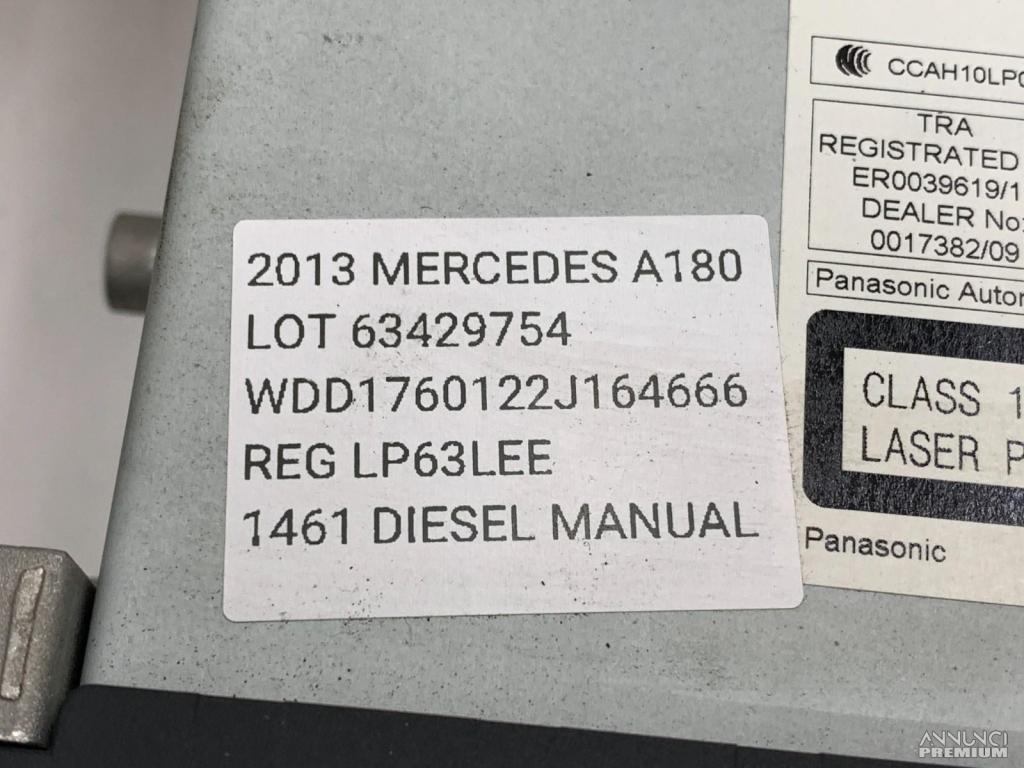 2013 MERCEDES A180
LOT 63429754
WDD1760122J164666
REG LP63LEE
1461 DIESEL MANUAL
CCAH10LP0
TRA
REGISTRATED
ER0039619/1
DEALER No:
0017382/09
Panasonic Autom
CLASS 1
LASER P
Panasonic
ANNUNCI
PREMIUM